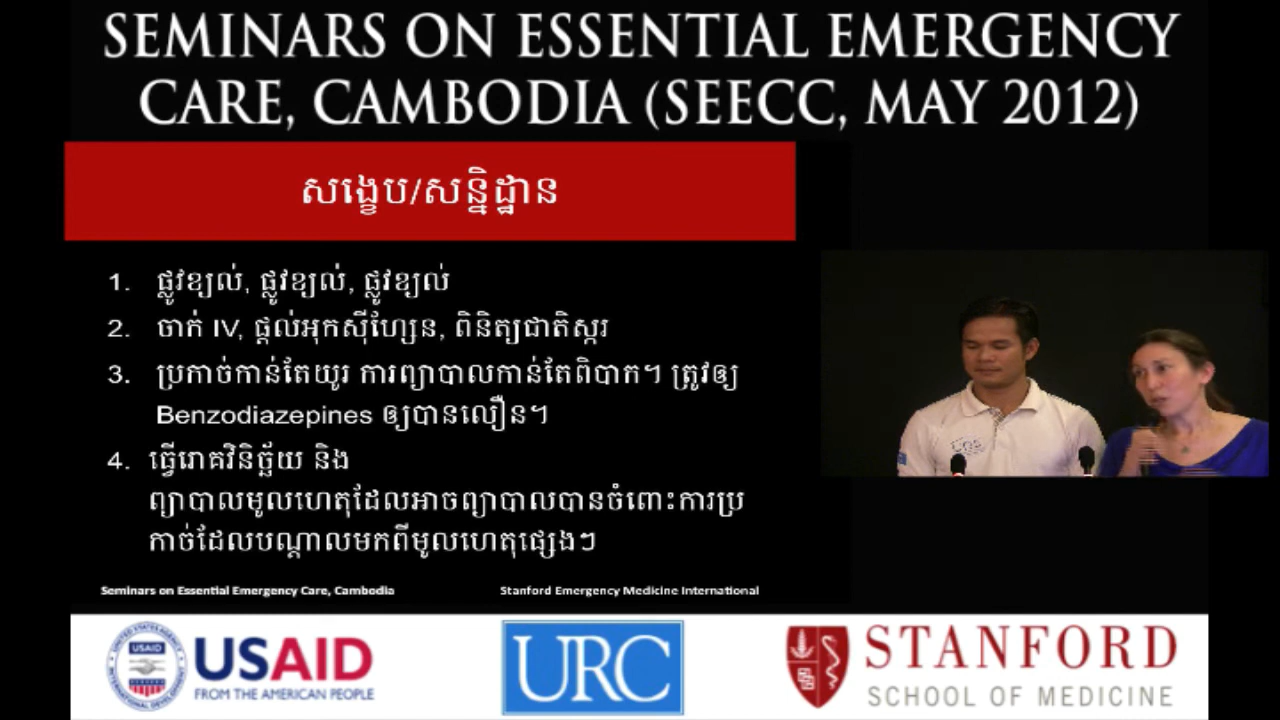 SEMINARS ON ESSENTIAL EMERGENCY
CARE, CAMBODIA (SEECC, MAY 2012)
សង្ខេប/សន្និដ្ឋាន
1. ផ្លូវខ្យល់, ផ្លូវខ្យល់, ផ្លូវខ្យល់
2. ចាក់ IV, ផ្តល់អុកស៊ីហ្សែន, ពិនិត្យជាតិស្ករ
3. ប្រកាច់កាន់តែយូរ ការព្យាបាលកាន់តែពិបាក។ ត្រូវឲ្យ
Benzodiazepines ឲ្យបានលឿន។
4. ធ្វើរោគវិនិច្ឆ័យ និង
ព្យាបាលមូលហេតុដែលអាចព្យាបាលបានចំពោះការប្រ
កាច់ដែលបណ្តាលមកពីមូលហេតុផ្សេងៗ
Seminars on Essential Emergency Care, Cambodia
Stanford Emergency Medicine International
USAID
USAID
FROM THE AMERICAN PEOPLE
URC
STANFORD
SCHOOL OF MEDICINE